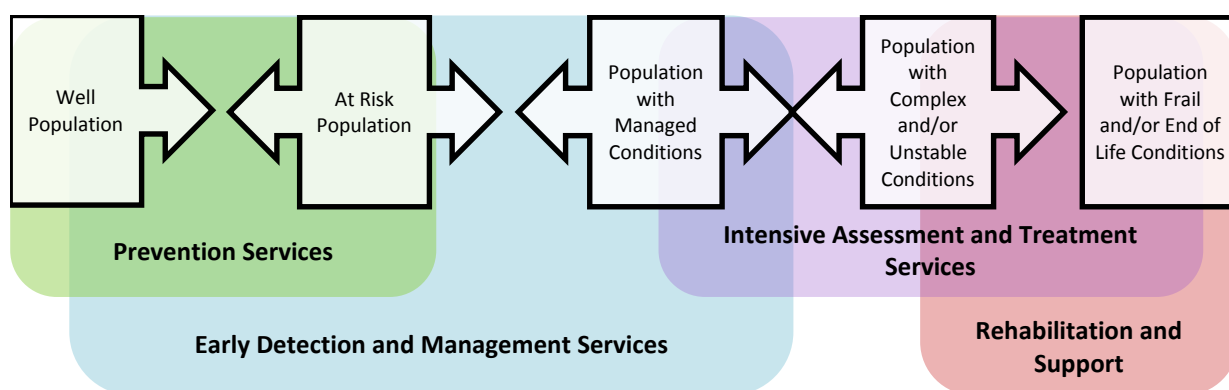 Well
Population
At Risk
Population
Population
with
Managed
Conditions
Population
with
Complex
and/or
Unstable
Conditions
Population
with Frail
and/or End of
Life Conditions
Prevention Services
Intensive Assessment and Treatment
Services
Early Detection and Management Services
Rehabilitation and
Support